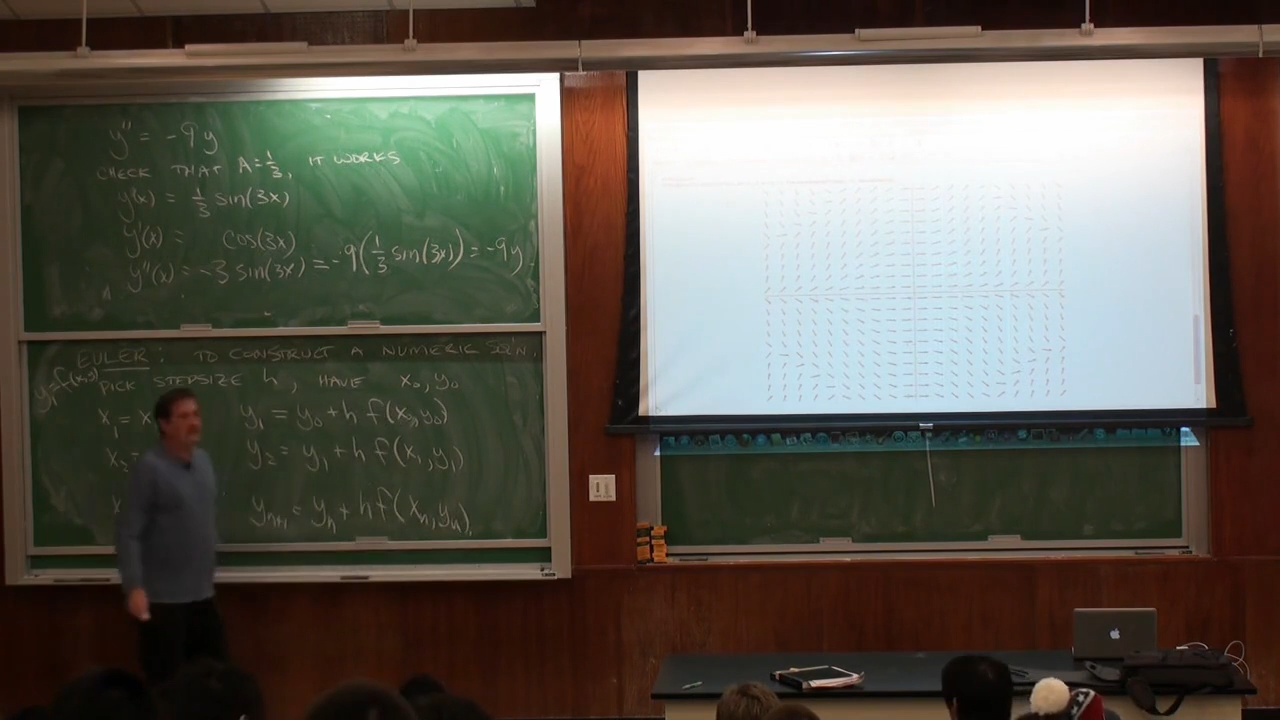 y'' = -9y
CHECK THAT A=1/3, IT WORKS
y(x) = 1/3 sin(3x)
y'(x) = cos(3x)
y''(x) = -3 sin(3x) = -9(1/3 sin(3x)) = -9y
EULER: TO CONSTRUCT A NUMERIC SOL'N,
y'=f(x,y)
PICK STEPSIZE h, HAVE x₀, y₀
x₁ = x y₁ = y₀ + h f(x₀,y₀)
x₂ = y₂ = y₁ + h f(x₁,y₁)
x yₙ₊₁ = yₙ + h f(xₙ,yₙ).